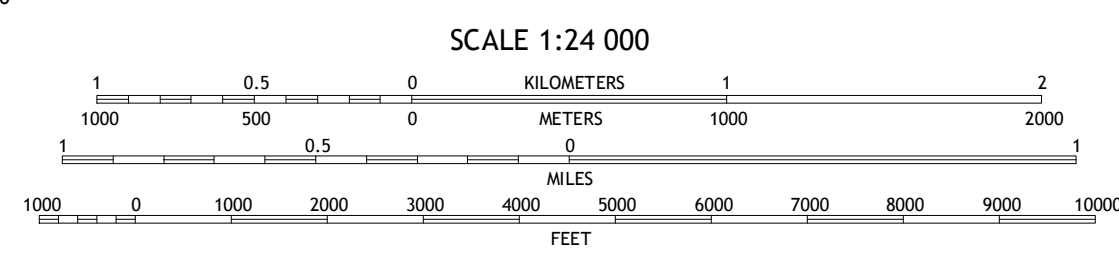 SCALE 1:24 000
1 0.5 0 KILOMETERS 1 2
1000 500 0 METERS 1000 2000
1 0.5 0 1
MILES
1000 0 1000 2000 3000 4000 5000 6000 7000 8000 9000 10000
FEET